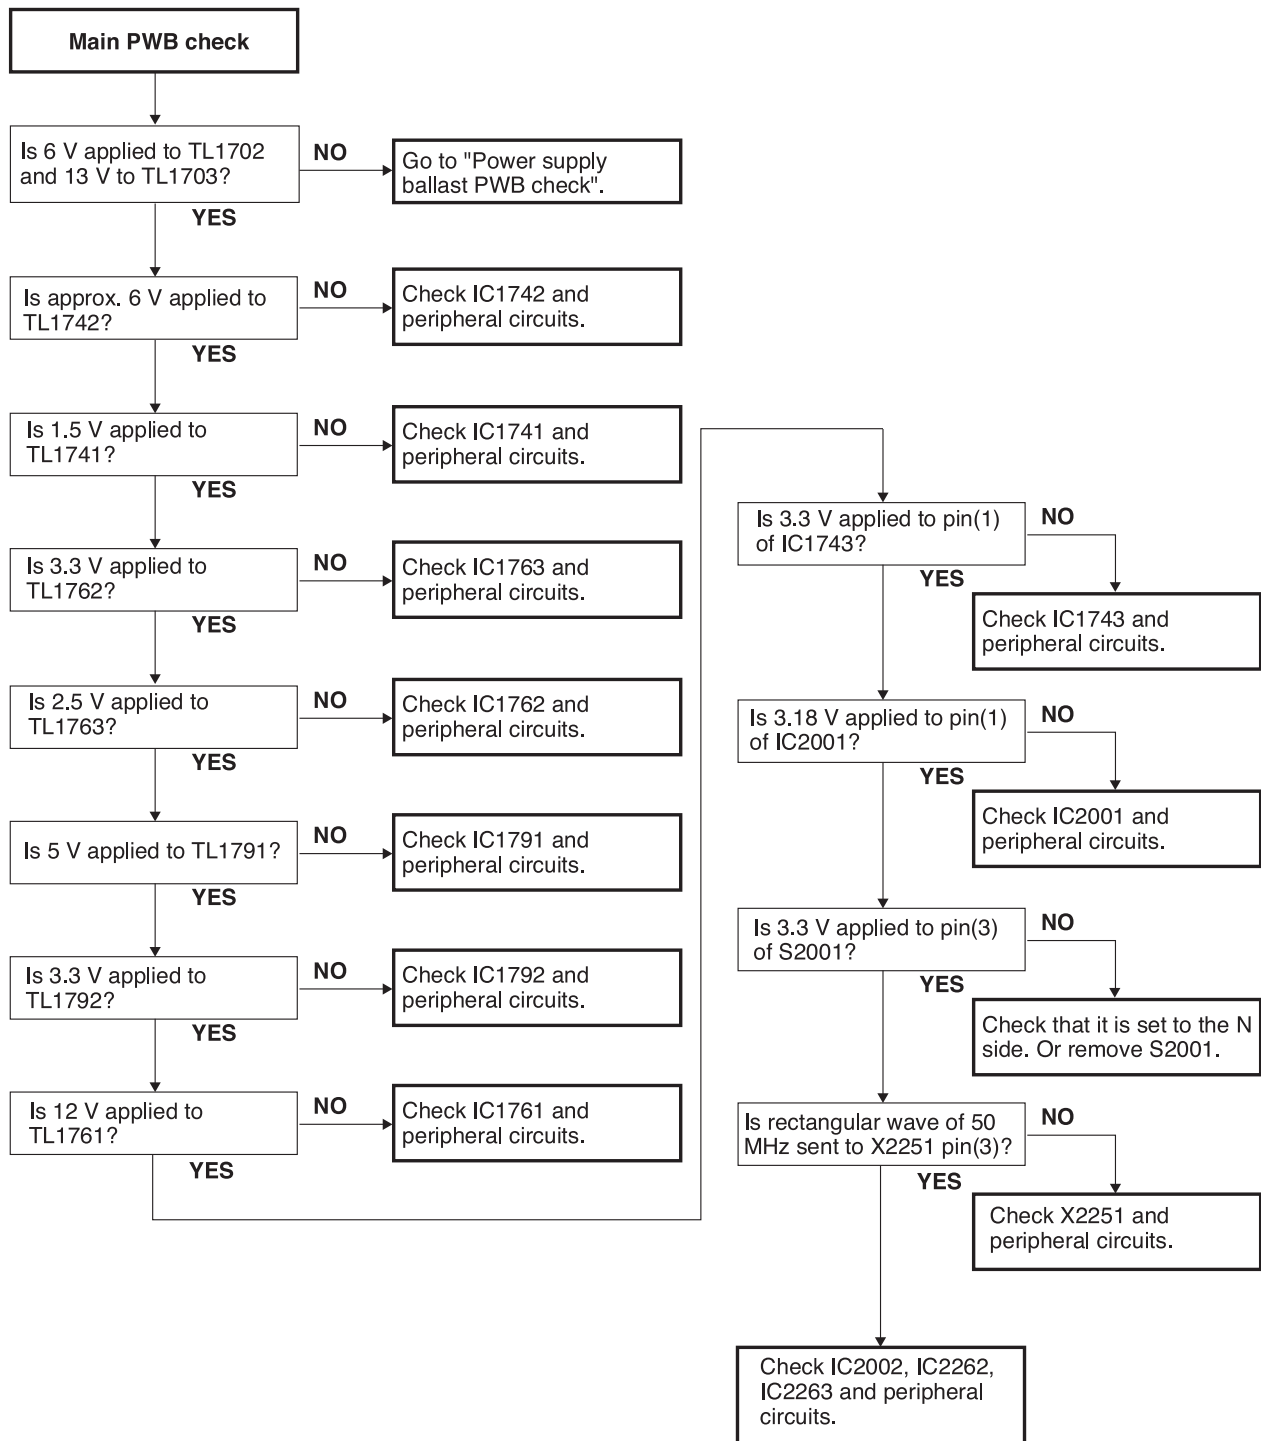 Main PWB check
Is 6 V applied to TL1702
and 13 V to TL1703?
NO
Go to "Power supply
ballast PWB check".
YES
Is approx. 6 V applied to
TL1742?
NO
Check IC1742 and
peripheral circuits.
YES
Is 1.5 V applied to
TL1741?
NO
Check IC1741 and
peripheral circuits.
YES
Is 3.3 V applied to
TL1762?
NO
Check IC1763 and
peripheral circuits.
YES
Is 2.5 V applied to
TL1763?
NO
Check IC1762 and
peripheral circuits.
YES
Is 5 V applied to TL1791?
NO
Check IC1791 and
peripheral circuits.
YES
Is 3.3 V applied to
TL1792?
NO
Check IC1792 and
peripheral circuits.
YES
Is 12 V applied to
TL1761?
NO
Check IC1761 and
peripheral circuits.
YES
Is 3.3 V applied to pin(1)
of IC1743?
NO
YES
Check IC1743 and
peripheral circuits.
Is 3.18 V applied to pin(1)
of IC2001?
NO
YES
Check IC2001 and
peripheral circuits.
Is 3.3 V applied to pin(3)
of S2001?
NO
YES
Check that it is set to the N
side. Or remove S2001.
Is rectangular wave of 50
MHz sent to X2251 pin(3)?
NO
YES
Check X2251 and
peripheral circuits.
Check IC2002, IC2262,
IC2263 and peripheral
circuits.